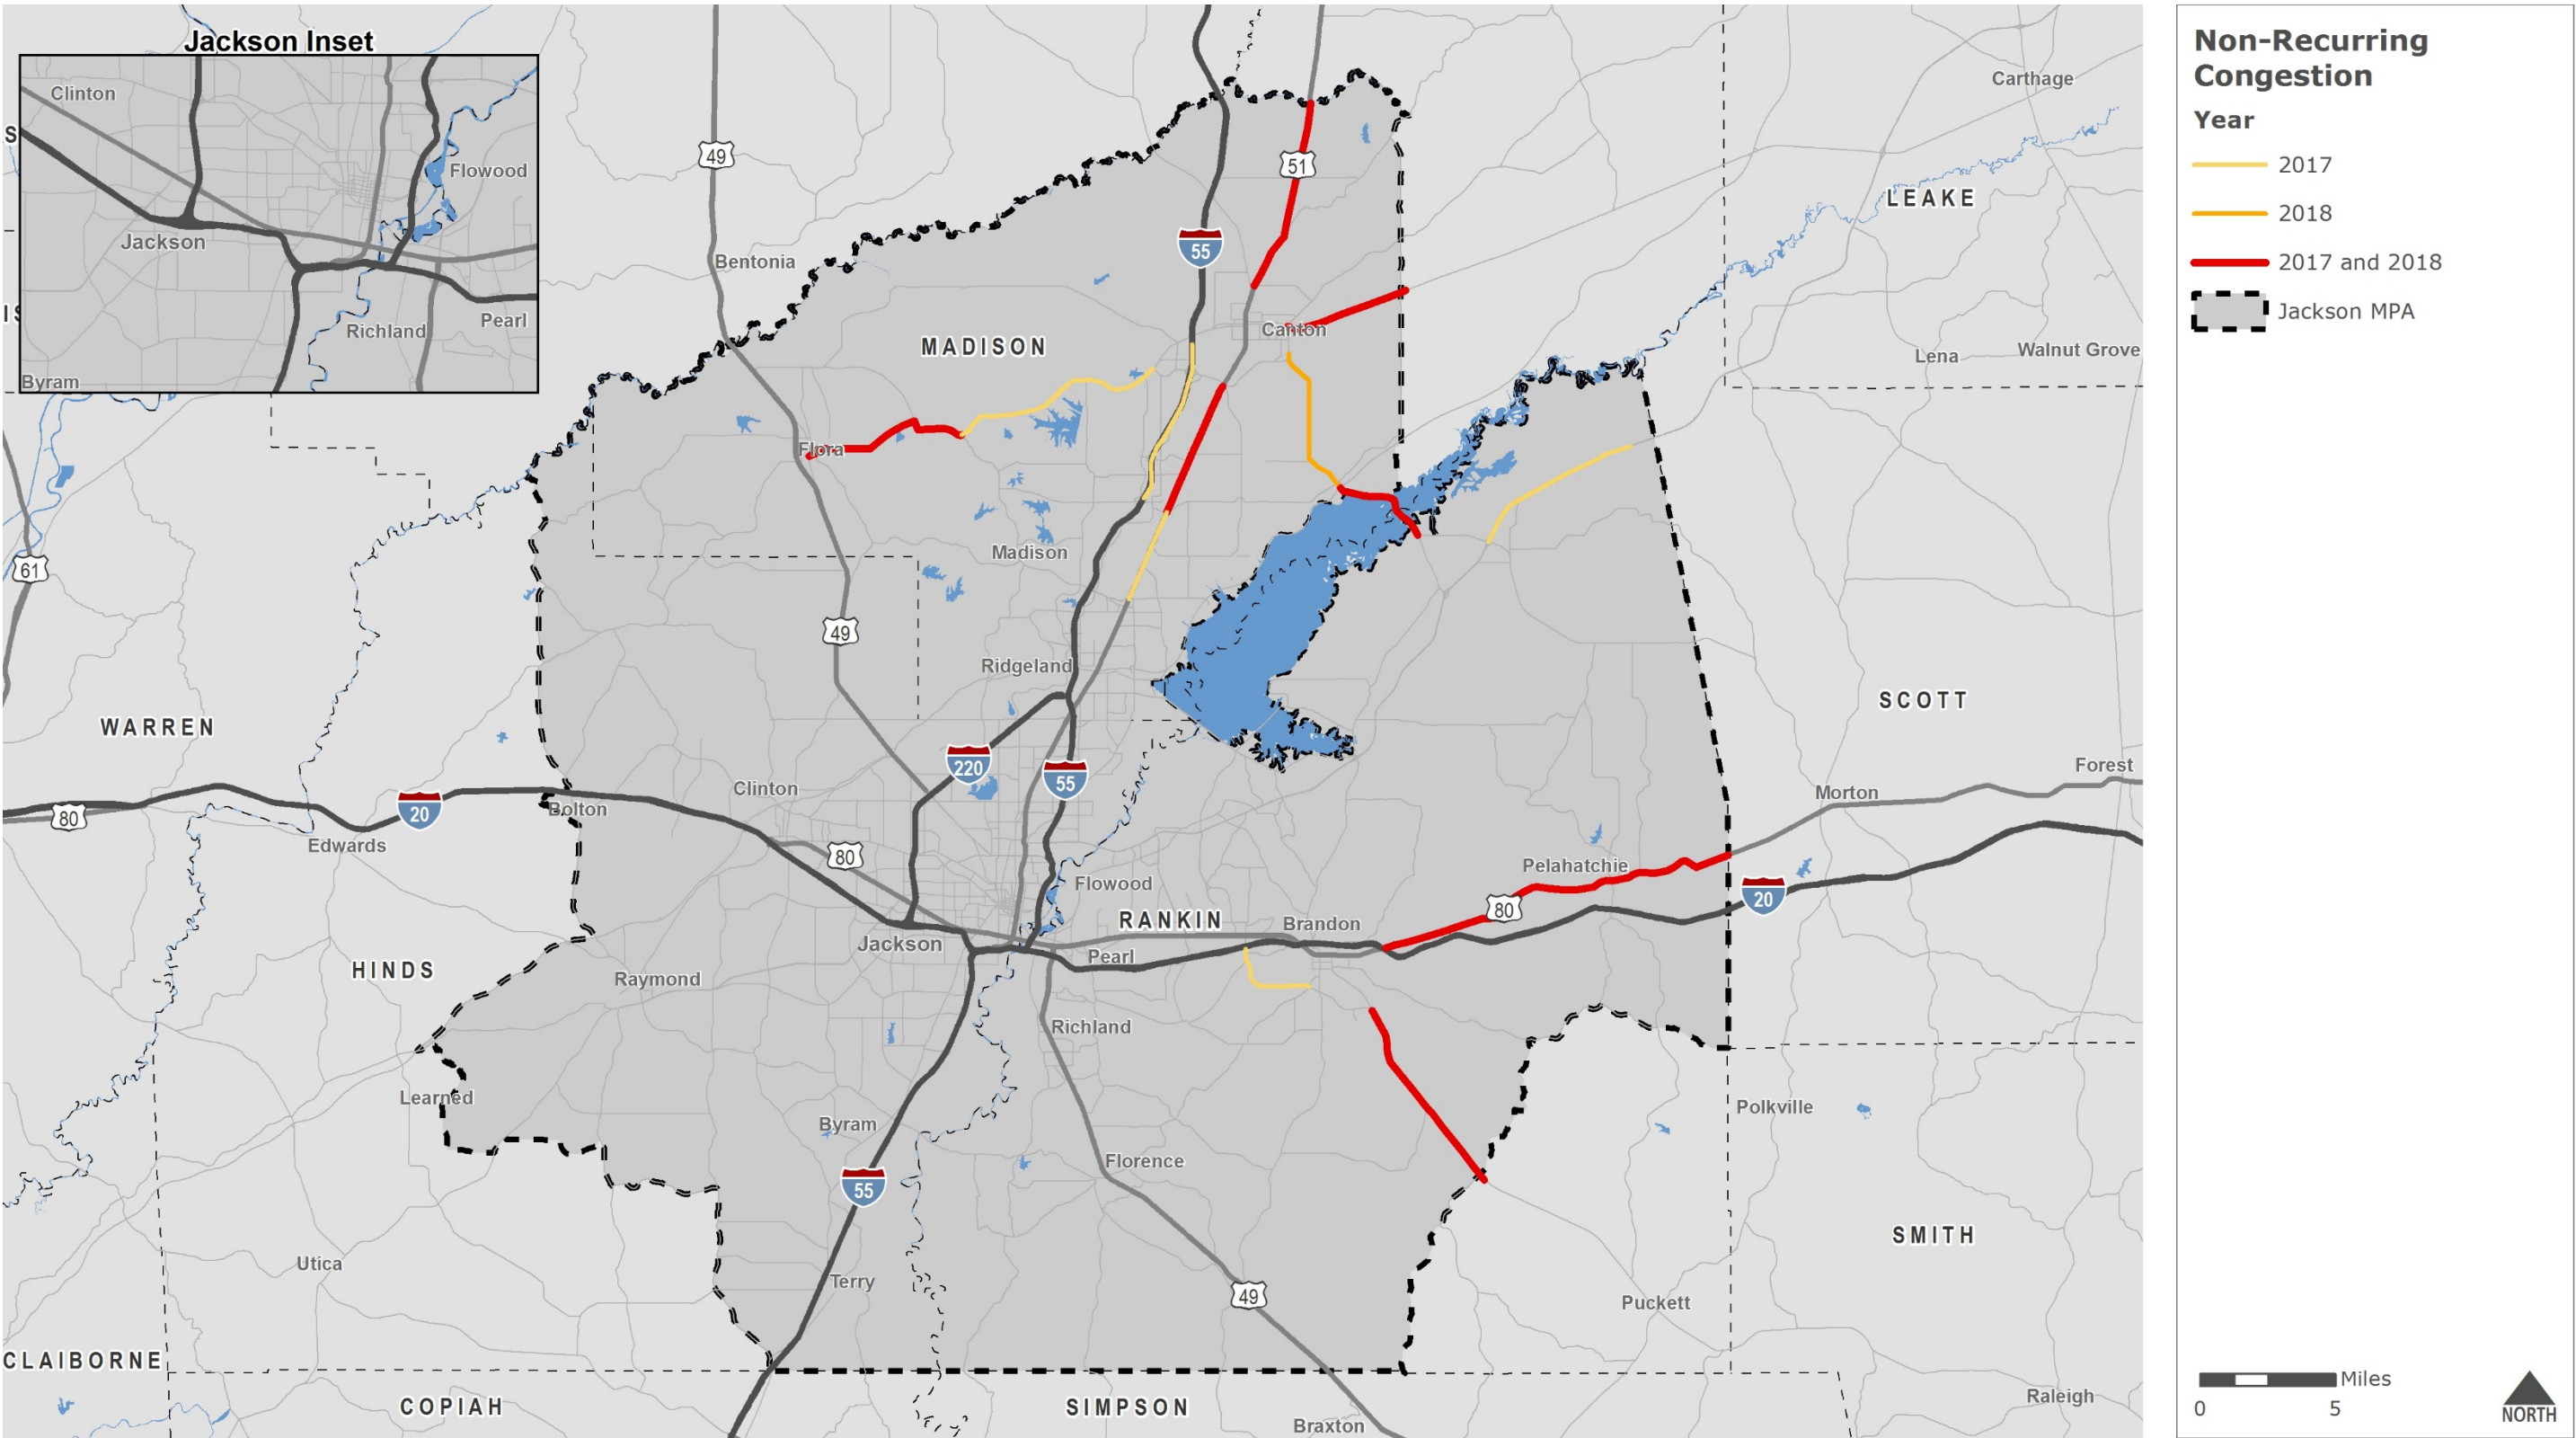 Jackson Inset
Clinton
Flowood
Jackson
Richland
Pearl
Byram
S
IS
49
Bentonia
51
55
Carthage
LEAKE
MADISON
Canton
Lena
Walnut Grove
Flora
61
Madison
49
Ridgeland
WARREN
SCOTT
220
55
Clinton
Forest
80
20
Bolton
Morton
Edwards
80
Pelahatchie
Flowood
RANKIN
Brandon
80
20
Jackson
Pearl
HINDS
Raymond
Richland
Learned
Byram
Polkville
Florence
55
SMITH
Utica
Terry
49
Puckett
CLAIBORNE
COPIAH
SIMPSON
Braxton
Raleigh
Non-Recurring
Congestion
Year
2017
2018
2017 and 2018
Jackson MPA
Miles
0
5
NORTH